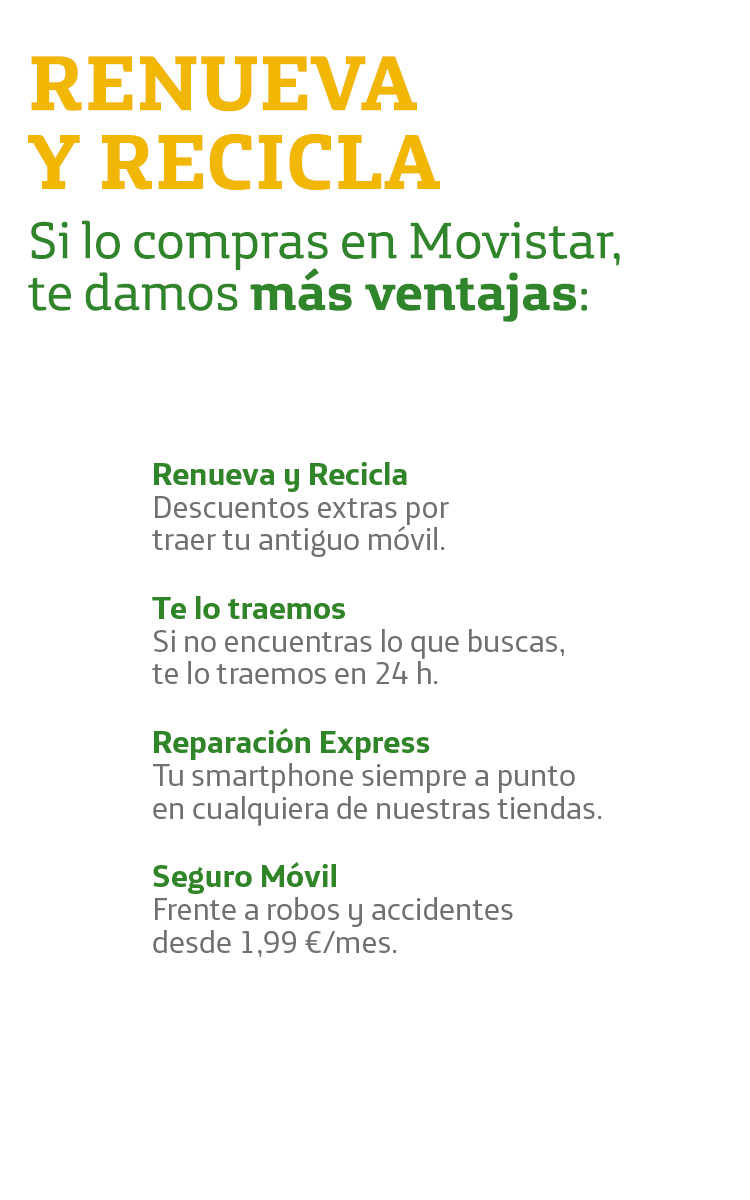 RENUEVA
Y RECICLA
Si lo compras en Movistar,
te damos más ventajas:
Renueva y Recicla
Descuentos extras por
traer tu antiguo móvil.
Te lo traemos
Si no encuentras lo que buscas,
te lo traemos en 24 h.
Reparación Express
Tu smartphone siempre a punto
en cualquiera de nuestras tiendas.
Seguro Móvil
Frente a robos y accidentes
desde 1,99 €/mes.